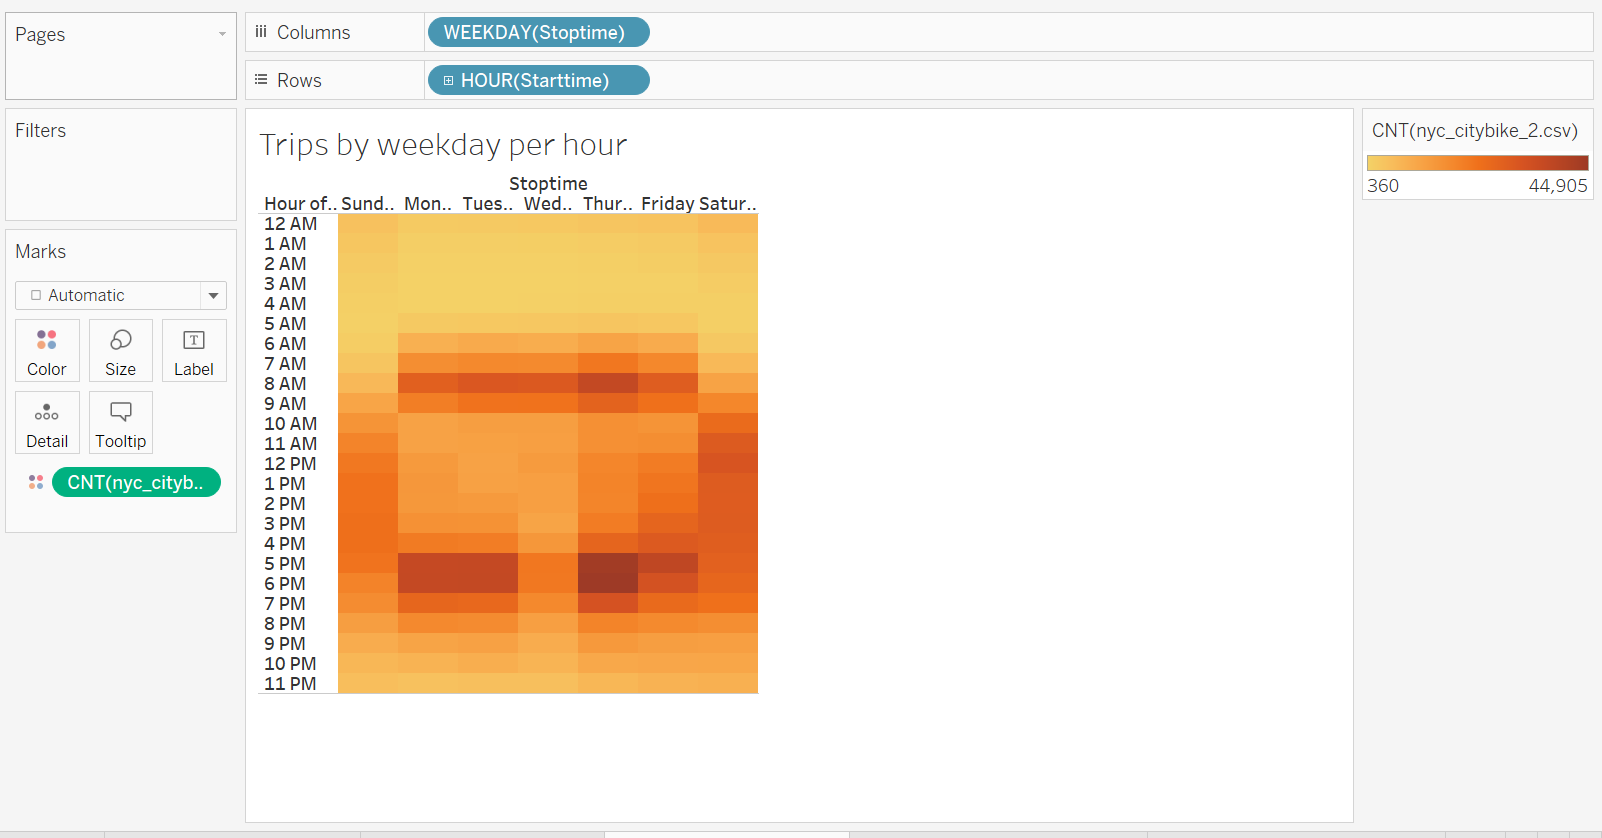 Pages
Columns
WEEKDAY(Stoptime)
Rows
HOUR(Starttime)
Filters
Marks
Automatic
Color
Size
T
Label
Detail
Tooltip
CNT(nyc_cityb..
Trips by weekday per hour
Stoptime
Hour of.. Sund.. Mon.. Tues.. Wed.. Thur.. Friday Satur..
12 AM
1 AM
2 AM
3 AM
4 AM
5 AM
6 AM
7 AM
8 AM
9 AM
10 AM
11 AM
12 PM
1 PM
2 PM
3 PM
4 PM
5 PM
6 PM
7 PM
8 PM
9 PM
10 PM
11 PM
CNT(nyc_citybike_2.csv)
360 44,905